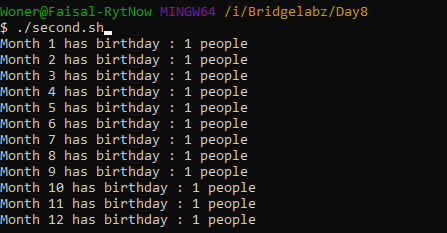 Woner@Faisal-RytNow MINGW64 /i/Bridgelabz/Day8
$ ./second.sh
Month 1 has birthday : 1 people
Month 2 has birthday : 1 people
Month 3 has birthday : 1 people
Month 4 has birthday : 1 people
Month 5 has birthday : 1 people
Month 6 has birthday : 1 people
Month 7 has birthday : 1 people
Month 8 has birthday : 1 people
Month 9 has birthday : 1 people
Month 10 has birthday : 1 people
Month 11 has birthday : 1 people
Month 12 has birthday : 1 people